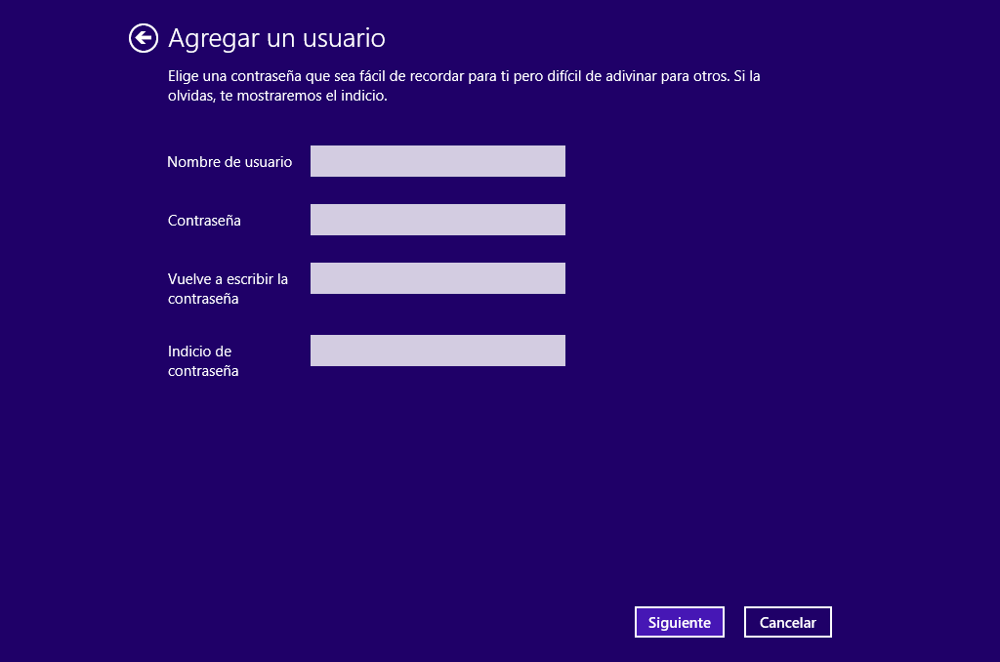 Agregar un usuario
Elige una contraseña que sea fácil de recordar para ti pero difícil de adivinar para otros. Si la
olvidas, te mostraremos el indicio.
Nombre de usuario
Contraseña
Vuelve a escribir la
contraseña
Indicio de
contraseña
Siguiente
Cancelar